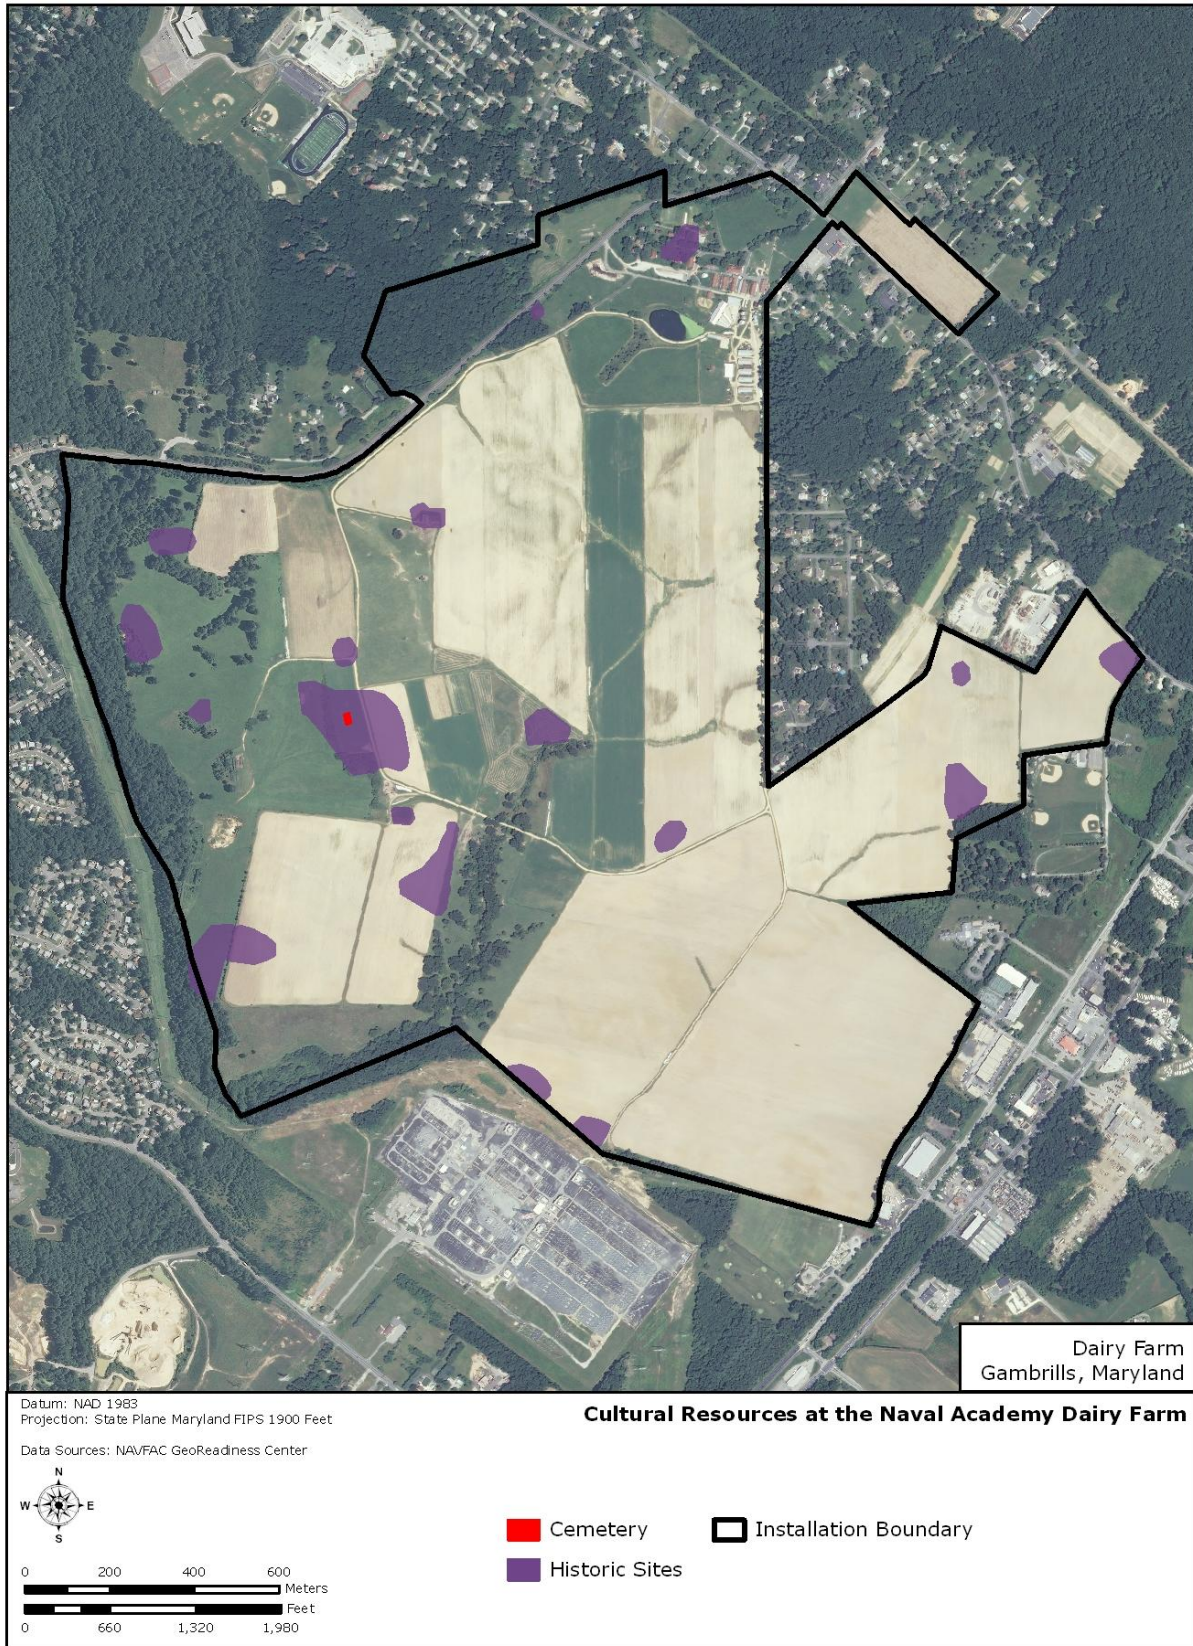 Dairy Farm
Gambrills, Maryland
Datum: NAD 1983
Projection: State Plane Maryland FIPS 1900 Feet
Data Sources: NAVFAC GeoReadiness Center
Cultural Resources at the Naval Academy Dairy Farm
N
W E
S
Cemetery
Installation Boundary
Historic Sites
0 200 400 600
Meters
Feet
0 660 1,320 1,980